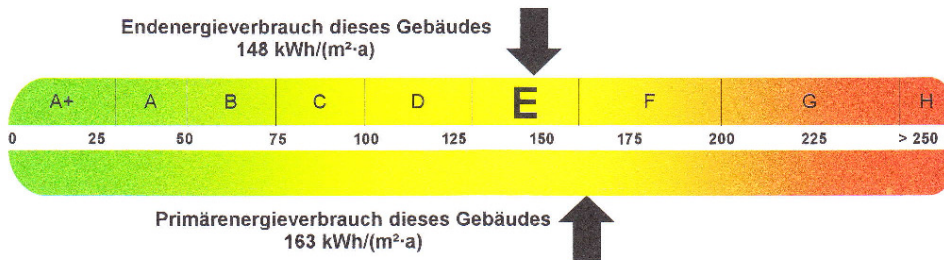 Endenergieverbrauch dieses Gebäudes
148 kWh/(m²·a)
A+ A B C D E F G H
0 25 50 75 100 125 150 175 200 225 > 250
Primärenergieverbrauch dieses Gebäudes
163 kWh/(m²·a)